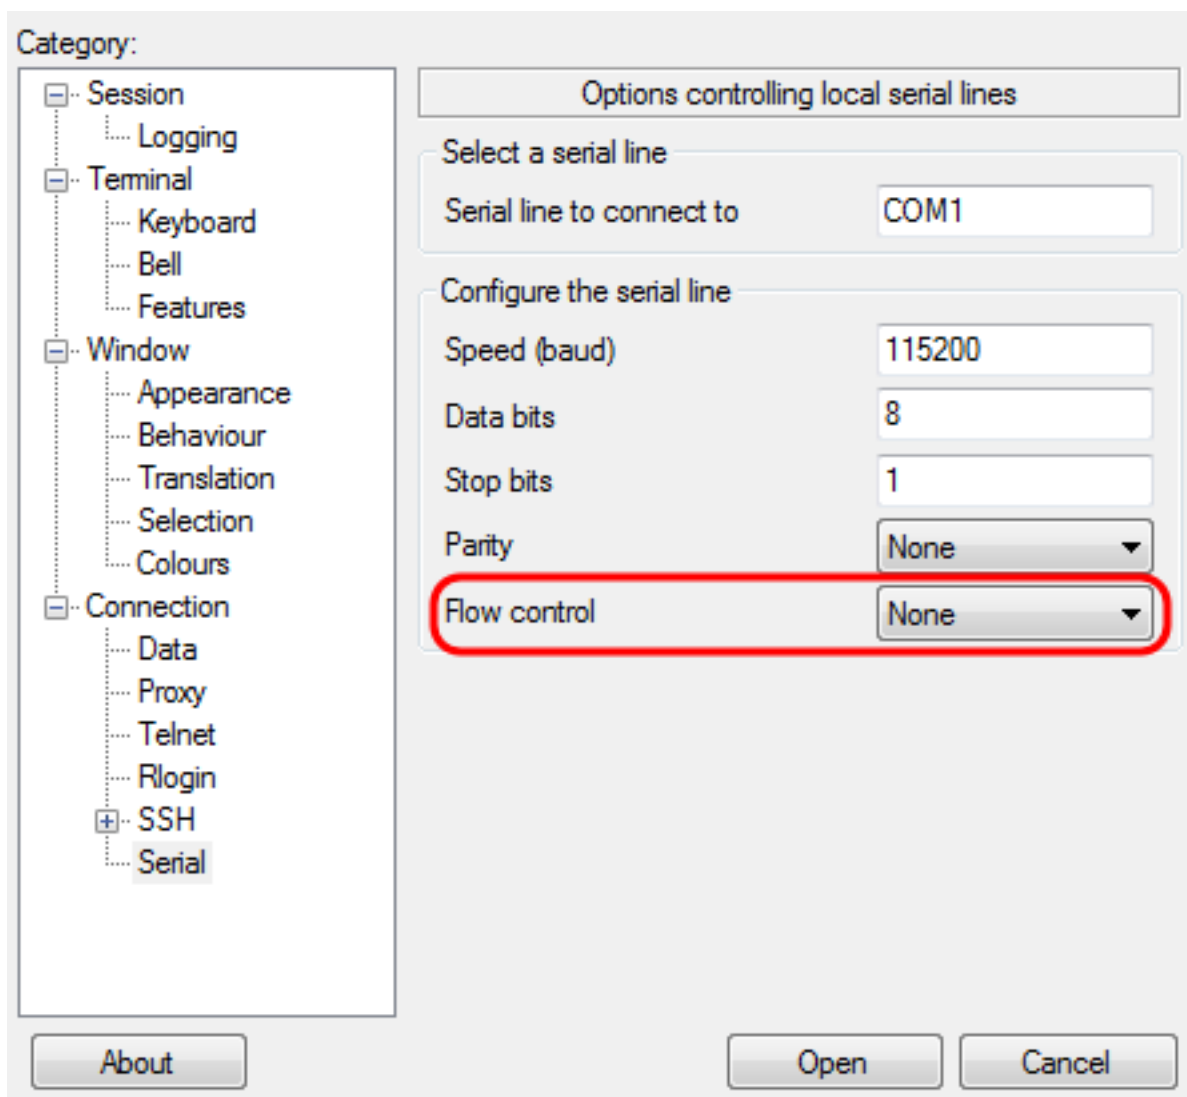 Category:
Session
Logging
Terminal
Keyboard
Bell
Features
Window
Appearance
Behaviour
Translation
Selection
Colours
Connection
Data
Proxy
Telnet
Rlogin
SSH
Serial
Options controlling local serial lines
Select a serial line
Serial line to connect to COM1
Configure the serial line
Speed (baud) 115200
Data bits 8
Stop bits 1
Parity None
Flow control None
About Open Cancel